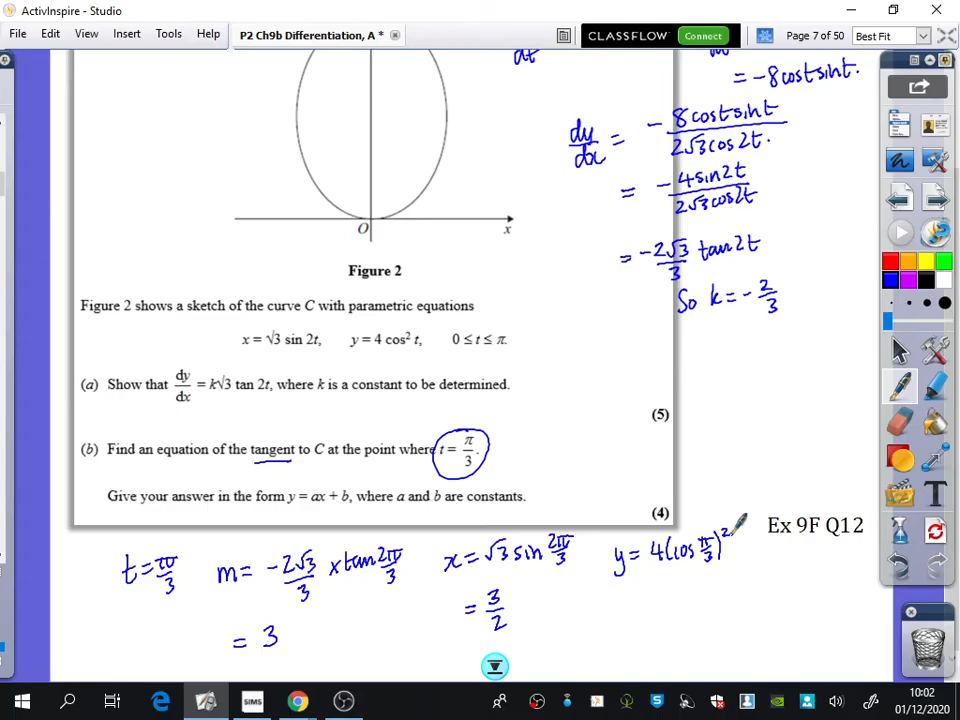 ActivInspire - Studio
File Edit View Insert Tools Help
P2 Ch9b Differentiation, A *
CLASSFLOW Connect
Page 7 of 50
Best Fit
dt
= -8costsint.
dy/dx = -8costsint/2√3cos2t.
= -4sin2t/2√3cos2t
= -2√3/3 tan2t
So k = -2/3
O
x
Figure 2
Figure 2 shows a sketch of the curve C with parametric equations
x = √3 sin 2t, y = 4 cos² t, 0 ≤ t ≤ π.
(a) Show that dy/dx = k√3 tan 2t, where k is a constant to be determined.
(5)
(b) Find an equation of the tangent to C at the point where t = π/3.
Give your answer in the form y = ax + b, where a and b are constants.
(4)
Ex 9F Q12
t = π/3 m = -2√3/3 x tan 2π/3 x = √3 sin 2π/3 y = 4(cos π/3)²
= 3 = 3/2
T
SIMS
10:02
01/12/2020